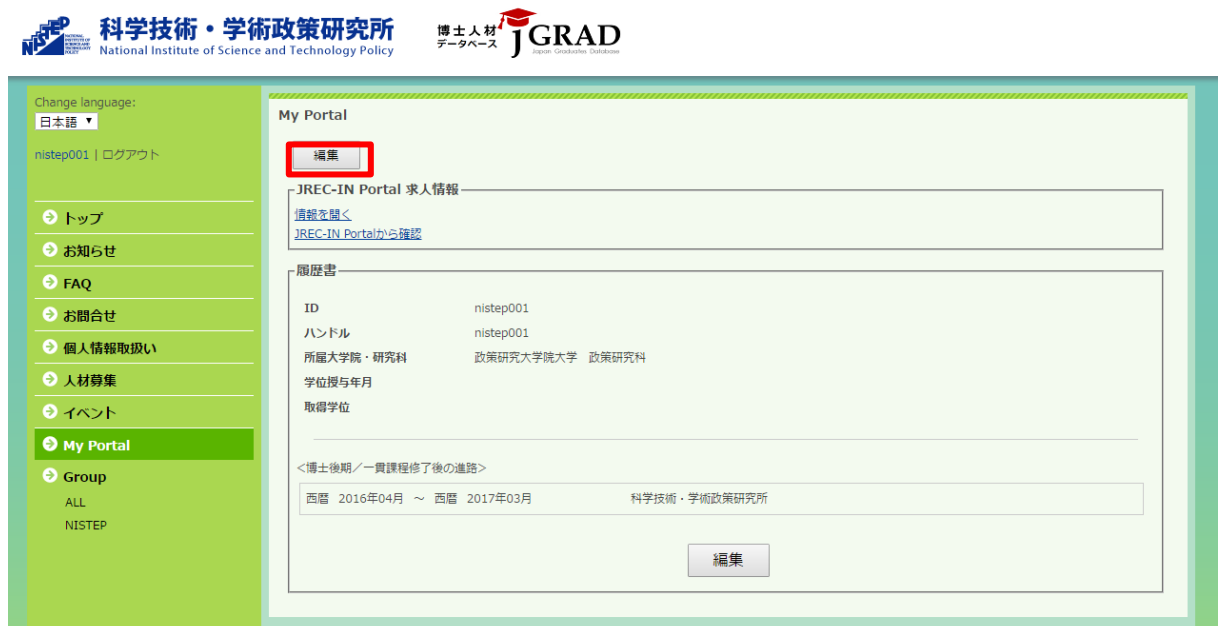 NISTEP
NATIONAL INSTITUTE OF SCIENCE AND TECHNOLOGY POLICY
科学技術・学術政策研究所
National Institute of Science and Technology Policy
博士人材
データベース
JGRAD
Japan Graduates Database
Change language:
日本語
nistep001 | ログアウト
トップ
お知らせ
FAQ
お問合せ
個人情報取扱い
人材募集
イベント
My Portal
Group
ALL
NISTEP
My Portal
編集
JREC-IN Portal 求人情報
情報を開く
JREC-IN Portalから確認
履歴書
ID nistep001
ハンドル nistep001
所属大学院・研究科 政策研究大学院大学 政策研究科
学位授与年月
取得学位
<博士後期／一貫課程修了後の進路>
西暦 2016年04月 ～ 西暦 2017年03月 科学技術・学術政策研究所
編集